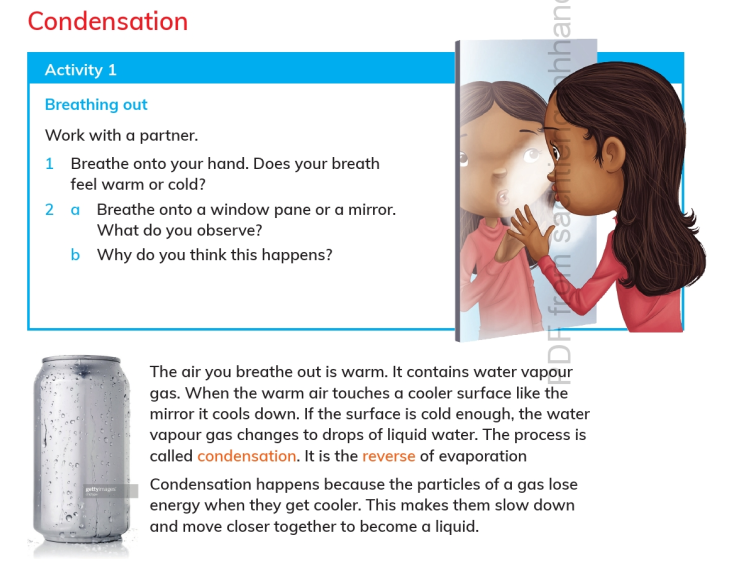 Condensation
Activity 1
Breathing out
Work with a partner.
1 Breathe onto your hand. Does your breath
feel warm or cold?
2 a Breathe onto a window pane or a mirror.
What do you observe?
b Why do you think this happens?
The air you breathe out is warm. It contains water vapour
gas. When the warm air touches a cooler surface like the
mirror it cools down. If the surface is cold enough, the water
vapour gas changes to drops of liquid water. The process is
called condensation. It is the reverse of evaporation
Condensation happens because the particles of a gas lose
energy when they get cooler. This makes them slow down
and move closer together to become a liquid.
gettyimages
PDF from